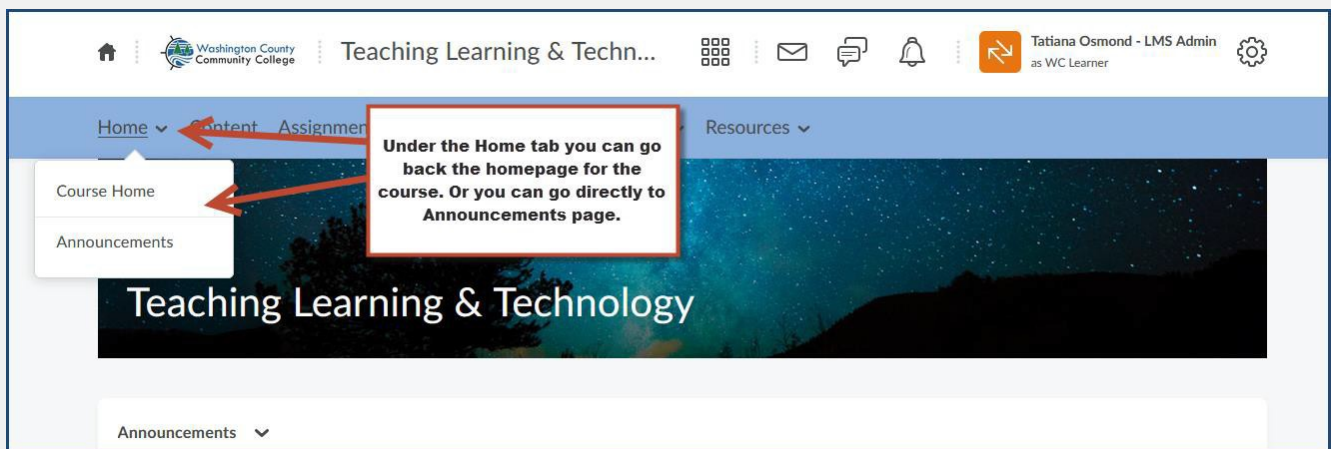 Washington County
Community College
Teaching Learning & Techn...
Tatiana Osmond - LMS Admin
as WC Learner
Home Content Resources
Under the Home tab you can go
back the homepage for the
course. Or you can go directly to
Announcements page.
Course Home
Announcements
Teaching Learning & Technology
Announcements